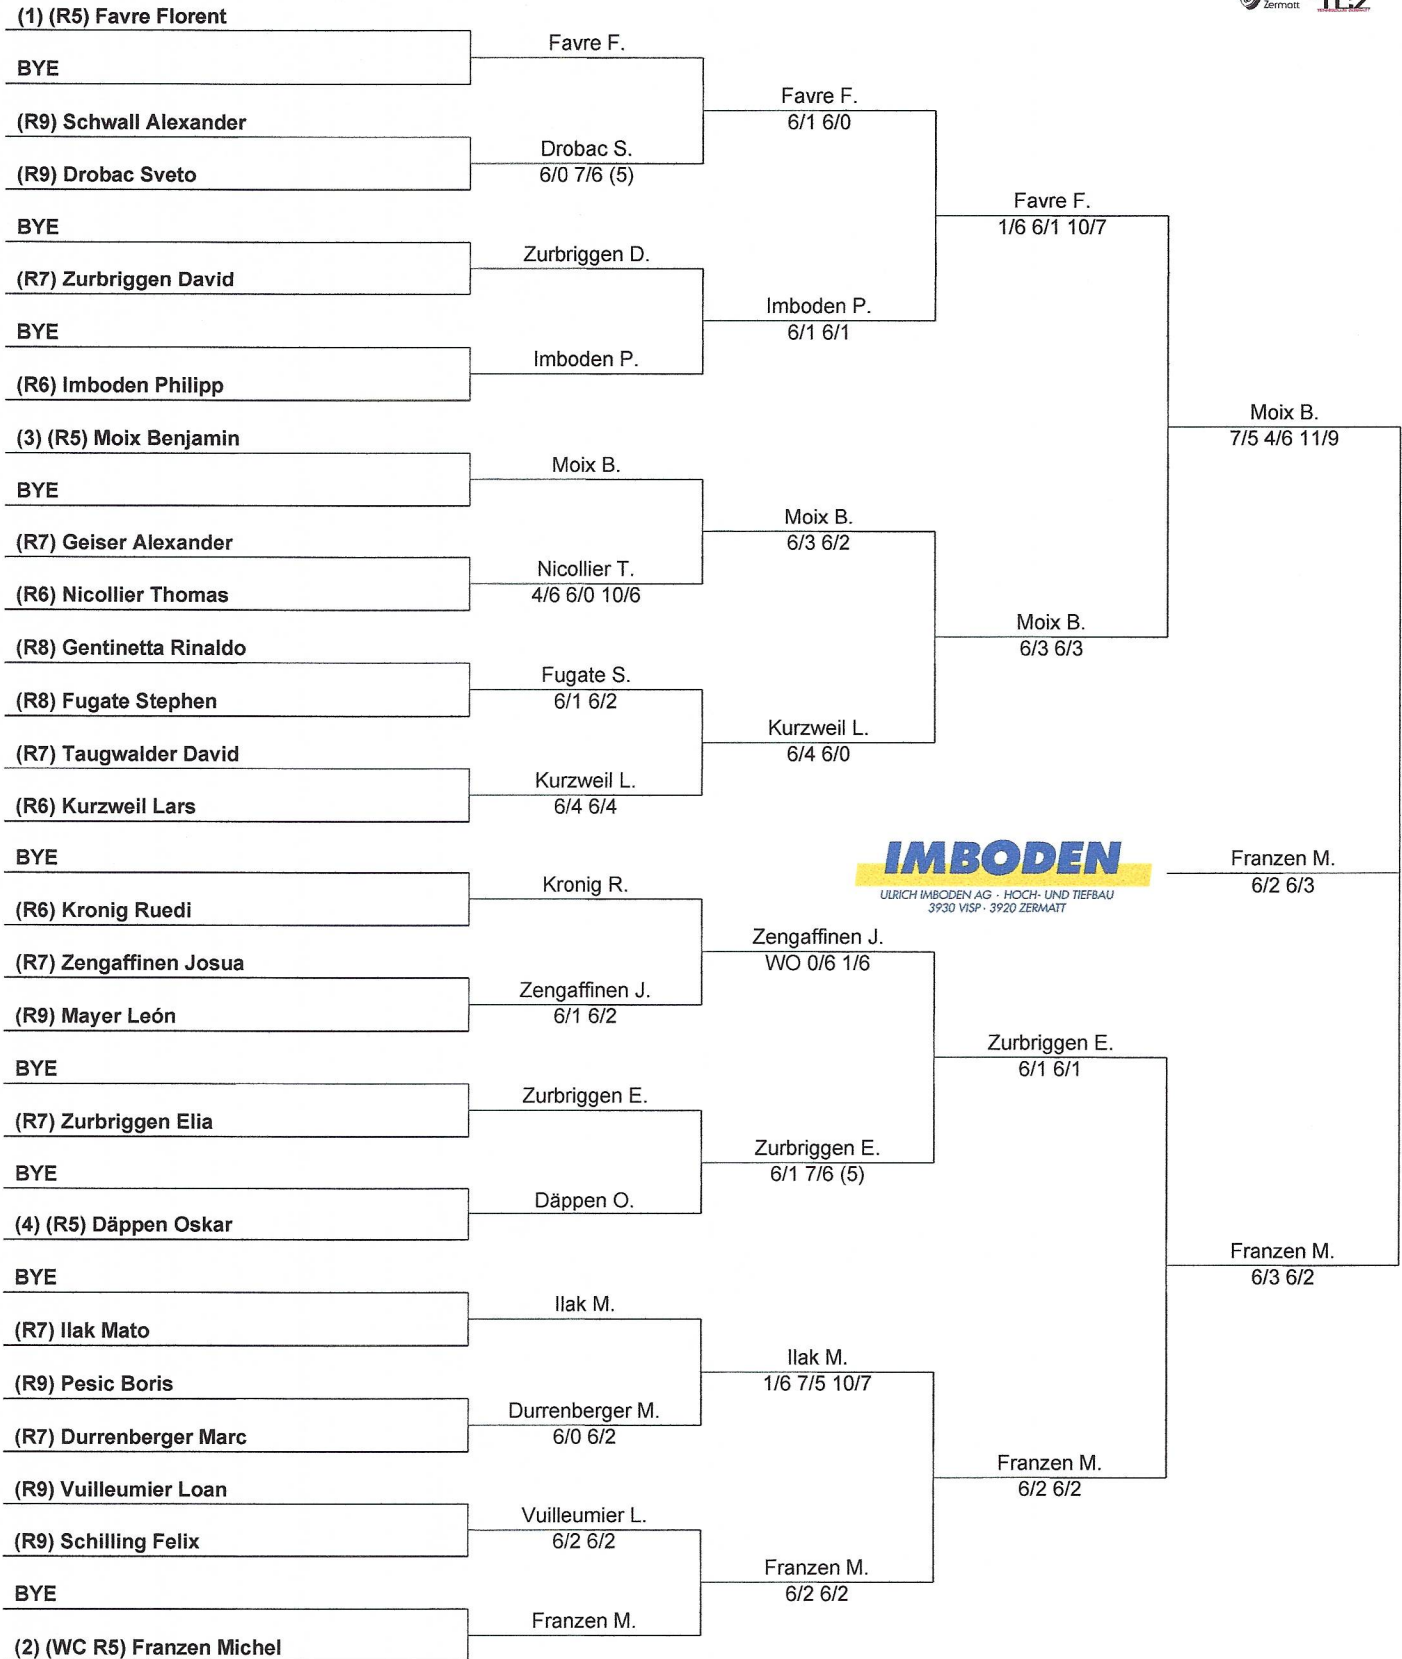 Zermatt
TC.Z
(1) (R5) Favre Florent
BYE
(R9) Schwall Alexander
(R9) Drobac Sveto
BYE
(R7) Zurbriggen David
BYE
(R6) Imboden Philipp
(3) (R5) Moix Benjamin
BYE
(R7) Geiser Alexander
(R6) Nicollier Thomas
(R8) Gentinetta Rinaldo
(R8) Fugate Stephen
(R7) Taugwalder David
(R6) Kurzweil Lars
BYE
(R6) Kronig Ruedi
(R7) Zengaffinen Josua
(R9) Mayer León
BYE
(R7) Zurbriggen Elia
BYE
(4) (R5) Däppen Oskar
BYE
(R7) Ilak Mato
(R9) Pesic Boris
(R7) Durrenberger Marc
(R9) Vuilleumier Loan
(R9) Schilling Felix
BYE
(2) (WC R5) Franzen Michel
Favre F.
Drobac S.
6/0 7/6 (5)
Zurbriggen D.
Imboden P.
Moix B.
Nicollier T.
4/6 6/0 10/6
Fugate S.
6/1 6/2
Kurzweil L.
6/4 6/4
Kronig R.
Zengaffinen J.
6/1 6/2
Zurbriggen E.
Däppen O.
Ilak M.
Durrenberger M.
6/0 6/2
Vuilleumier L.
6/2 6/2
Franzen M.
Favre F.
6/1 6/0
Imboden P.
6/1 6/1
Moix B.
6/3 6/2
Kurzweil L.
6/4 6/0
Zengaffinen J.
WO 0/6 1/6
Zurbriggen E.
6/1 7/6 (5)
Ilak M.
1/6 7/5 10/7
Franzen M.
6/2 6/2
Favre F.
1/6 6/1 10/7
Moix B.
6/3 6/3
IMBODEN
ULRICH IMBODEN AG · HOCH- UND TIEFBAU
3930 VISP · 3920 ZERMATT
Zurbriggen E.
6/1 6/1
Franzen M.
6/2 6/2
Moix B.
7/5 4/6 11/9
Franzen M.
6/2 6/3
Franzen M.
6/3 6/2